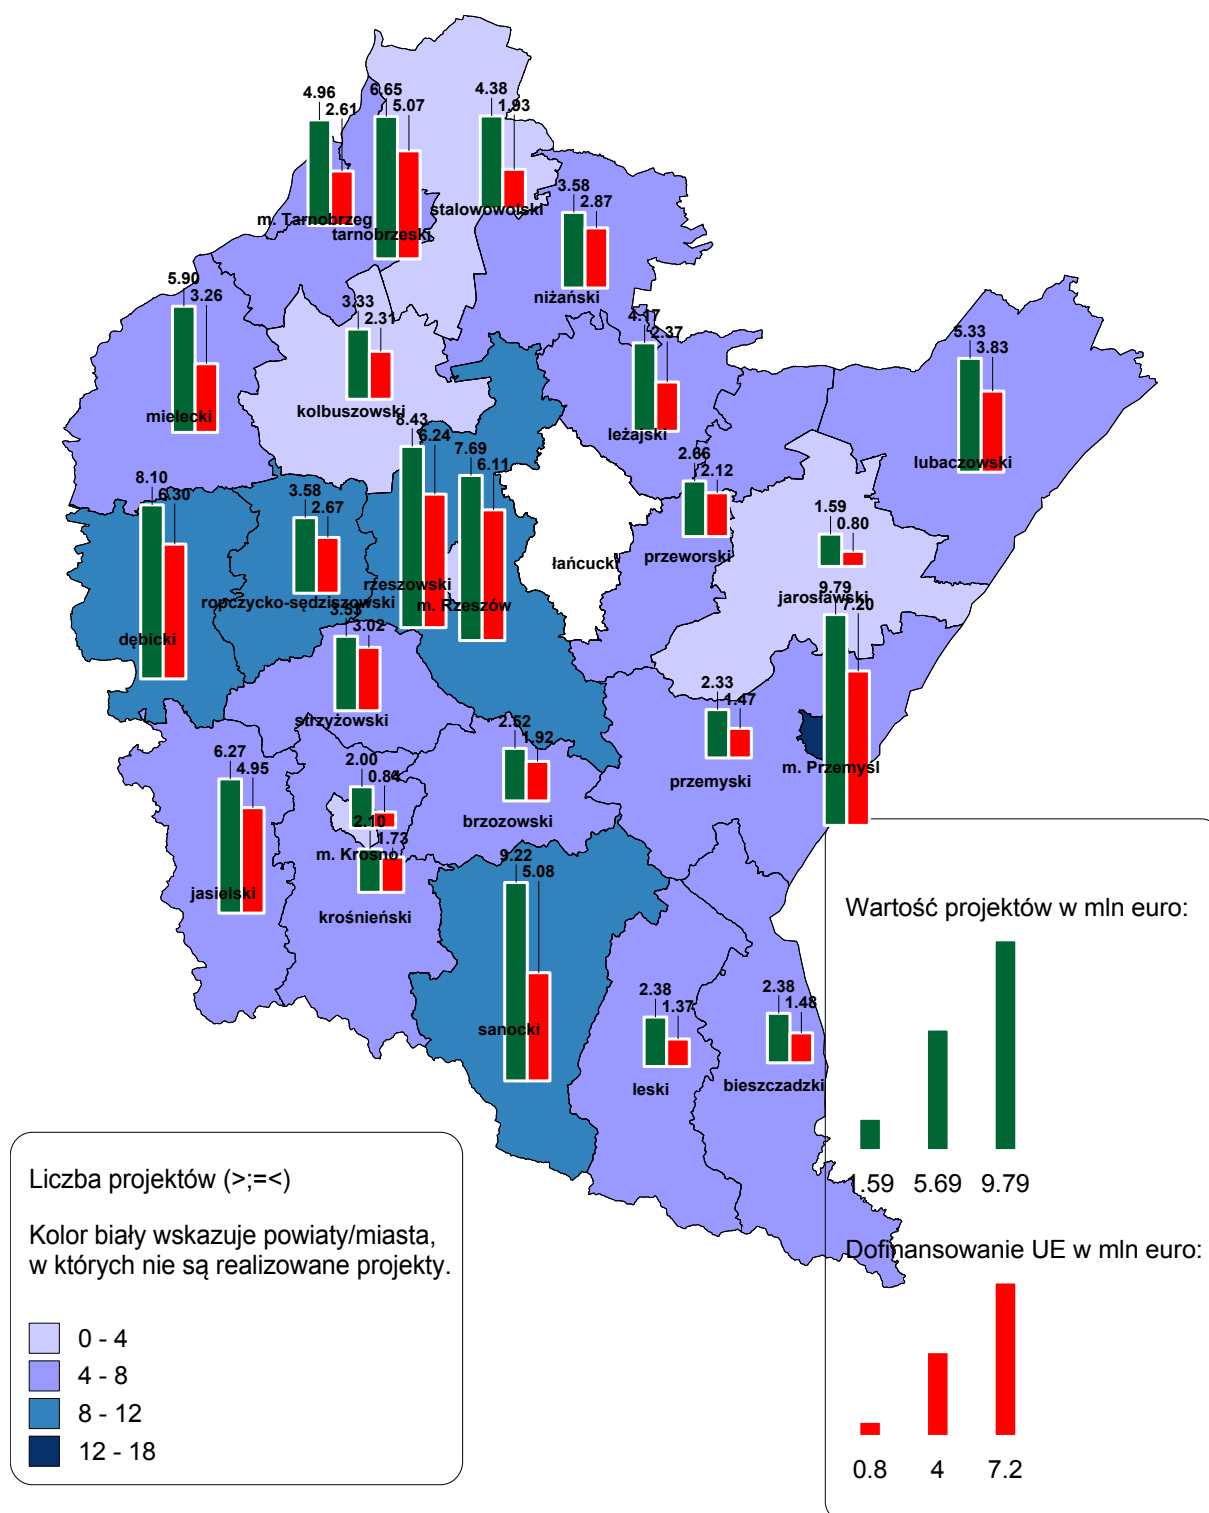 4.96
2.61
m. Tarnobrzeg
6.65
5.07
tarnobrzeski
4.38
1.93
stalowowolski
3.58
2.87
niżański
5.90
3.26
mielecki
3.33
2.31
kolbuszowski
4.17
2.37
leżajski
5.33
3.83
lubaczowski
8.10
6.30
dębicki
3.58
2.67
ropczycko-sędziszowski
8.43
6.24
rzeszowski
7.69
6.11
m. Rzeszów
łańcucki
2.66
2.12
przeworski
1.59
0.80
jarosławski
9.79
7.20
m. Przemyśl
3.53
3.02
strzyżowski
2.33
1.47
przemyski
6.27
4.95
jasielski
2.00
0.84
m. Krosno
2.10
1.73
krośnieński
2.52
1.92
brzozowski
9.22
5.08
sanocki
2.38
1.37
leski
2.38
1.48
bieszczadzki
Wartość projektów w mln euro:
1.59 5.69 9.79
Dofinansowanie UE w mln euro:
0.8 4 7.2
Liczba projektów (>;=<)
Kolor biały wskazuje powiaty/miasta,
w których nie są realizowane projekty.
0 - 4
4 - 8
8 - 12
12 - 18